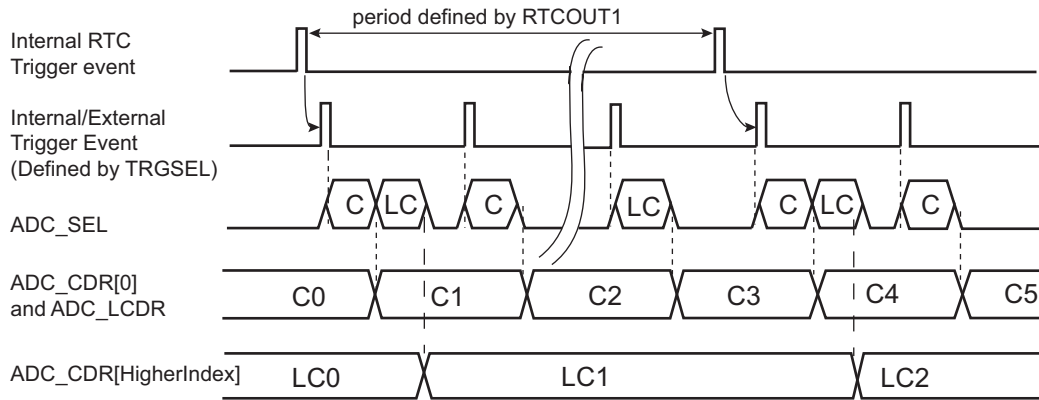 period defined by RTCOUT1
Internal RTC
Trigger event
Internal/External
Trigger Event
(Defined by TRGSEL)
ADC_SEL
C LC C LC C LC C
ADC_CDR[0]
and ADC_LCDR
C0 C1 C2 C3 C4 C5
ADC_CDR[HigherIndex]
LC0 LC1 LC2